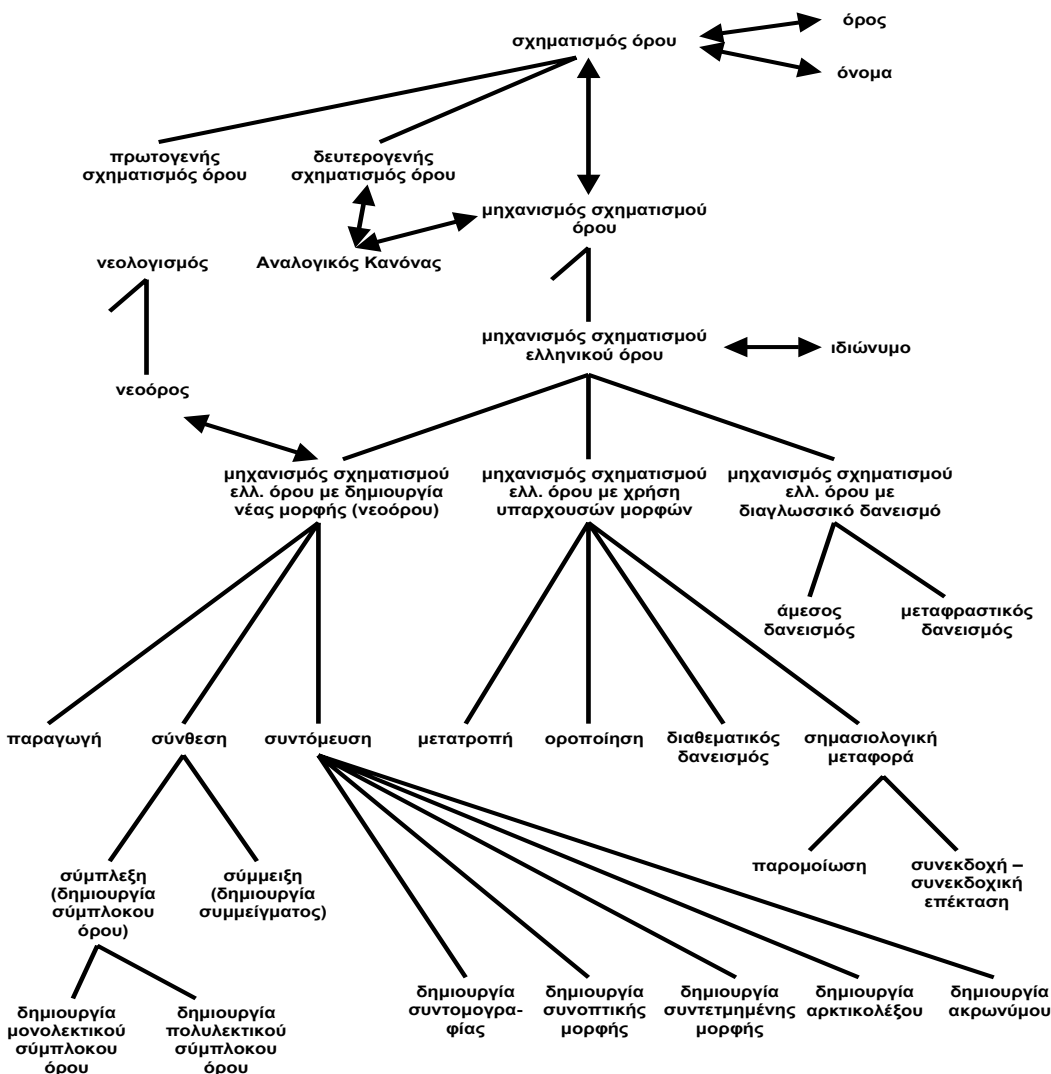 όρος
σχηματισμός όρου
όνομα
πρωτογενής
σχηματισμός όρου
δευτερογενής
σχηματισμός όρου
μηχανισμός σχηματισμού
όρου
νεολογισμός
Αναλογικός Κανόνας
μηχανισμός σχηματισμού
ελληνικού όρου
ιδιώνυμο
νεοόρος
μηχανισμός σχηματισμού
ελλ. όρου με δημιουργία
νέας μορφής (νεοόρου)
μηχανισμός σχηματισμού
ελλ. όρου με χρήση
υπαρχουσών μορφών
μηχανισμός σχηματισμού
ελλ. όρου με
διαγλωσσικό δανεισμό
άμεσος
δανεισμός
μεταφραστικός
δανεισμός
παραγωγή
σύνθεση
συντόμευση
μετατροπή
οροποίηση
διαθεματικός
δανεισμός
σημασιολογική
μεταφορά
σύμπλεξη
(δημιουργία
σύμπλοκου
όρου)
σύμμειξη
(δημιουργία
συμμείγματος)
παρομοίωση
συνεκδοχή –
συνεκδοχική
επέκταση
δημιουργία
μονολεκτικού
σύμπλοκου
όρου
δημιουργία
πολυλεκτικού
σύμπλοκου
όρου
δημιουργία
συντομογρα-
φίας
δημιουργία
συνοπτικής
μορφής
δημιουργία
συντετμημένης
μορφής
δημιουργία
αρκτικολέξου
δημιουργία
ακρωνύμου